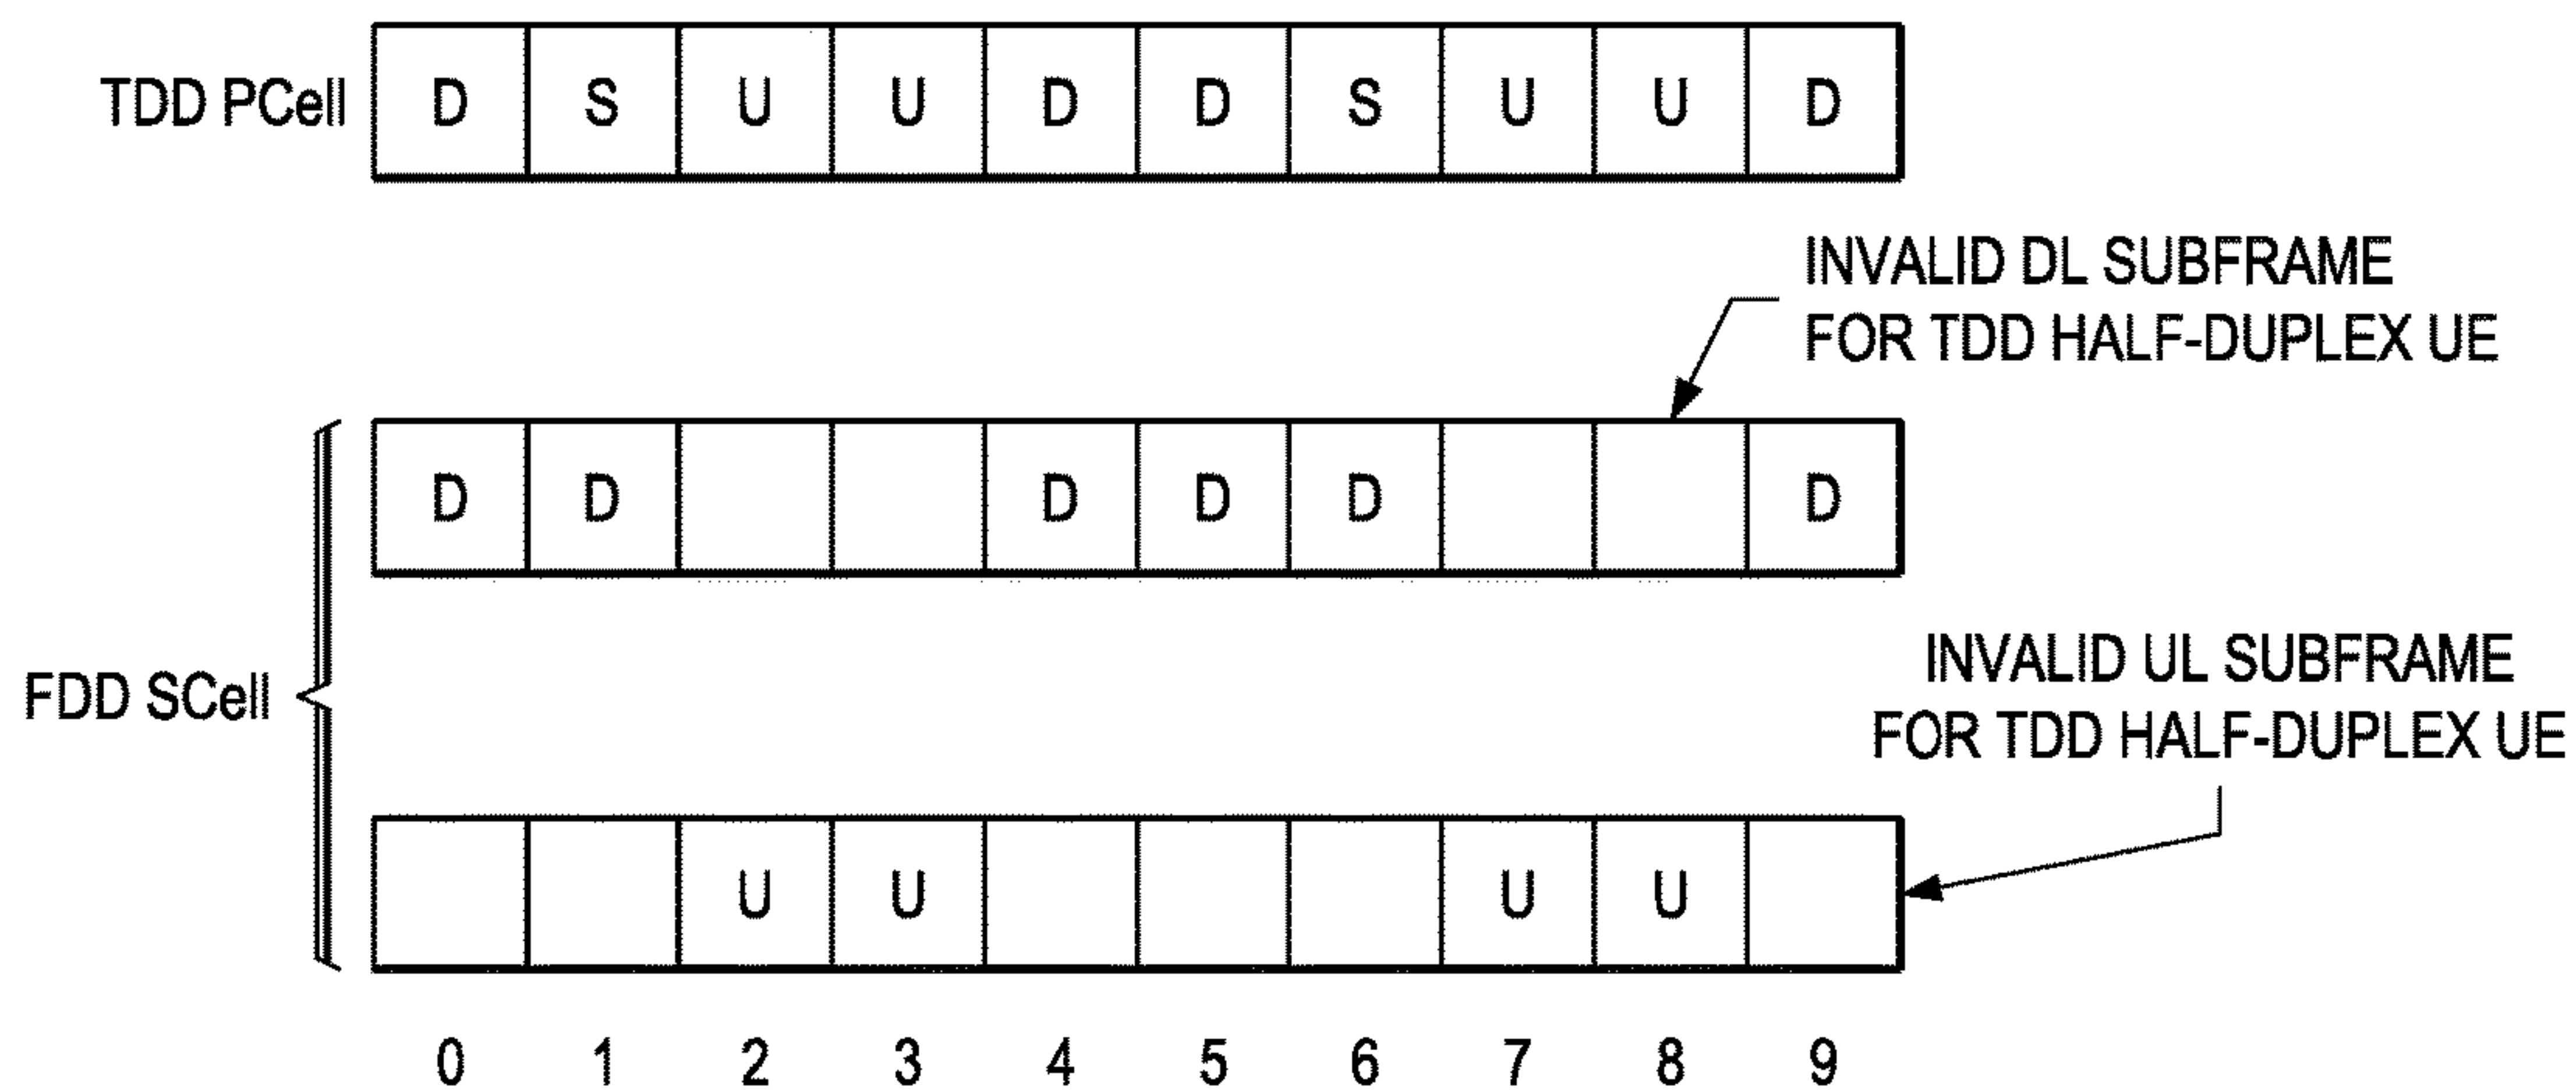 TDD PCell D S U U D D S U U D
INVALID DL SUBFRAME
FOR TDD HALF-DUPLEX UE
D D D D D D
FDD SCell
INVALID UL SUBFRAME
FOR TDD HALF-DUPLEX UE
U U U U
0 1 2 3 4 5 6 7 8 9